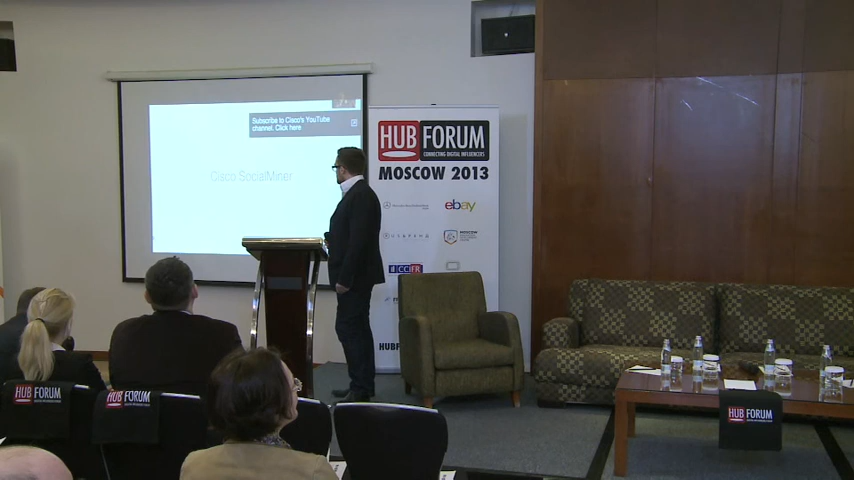 Subscribe to Cisco's YouTube
channel. Click here
Cisco SocialMiner
HUB FORUM
CONNECTING DIGITAL INFLUENCERS
MOSCOW 2013
ebay
CCIFR
HUB FORUM
HUB FORUM
HUB FORUM